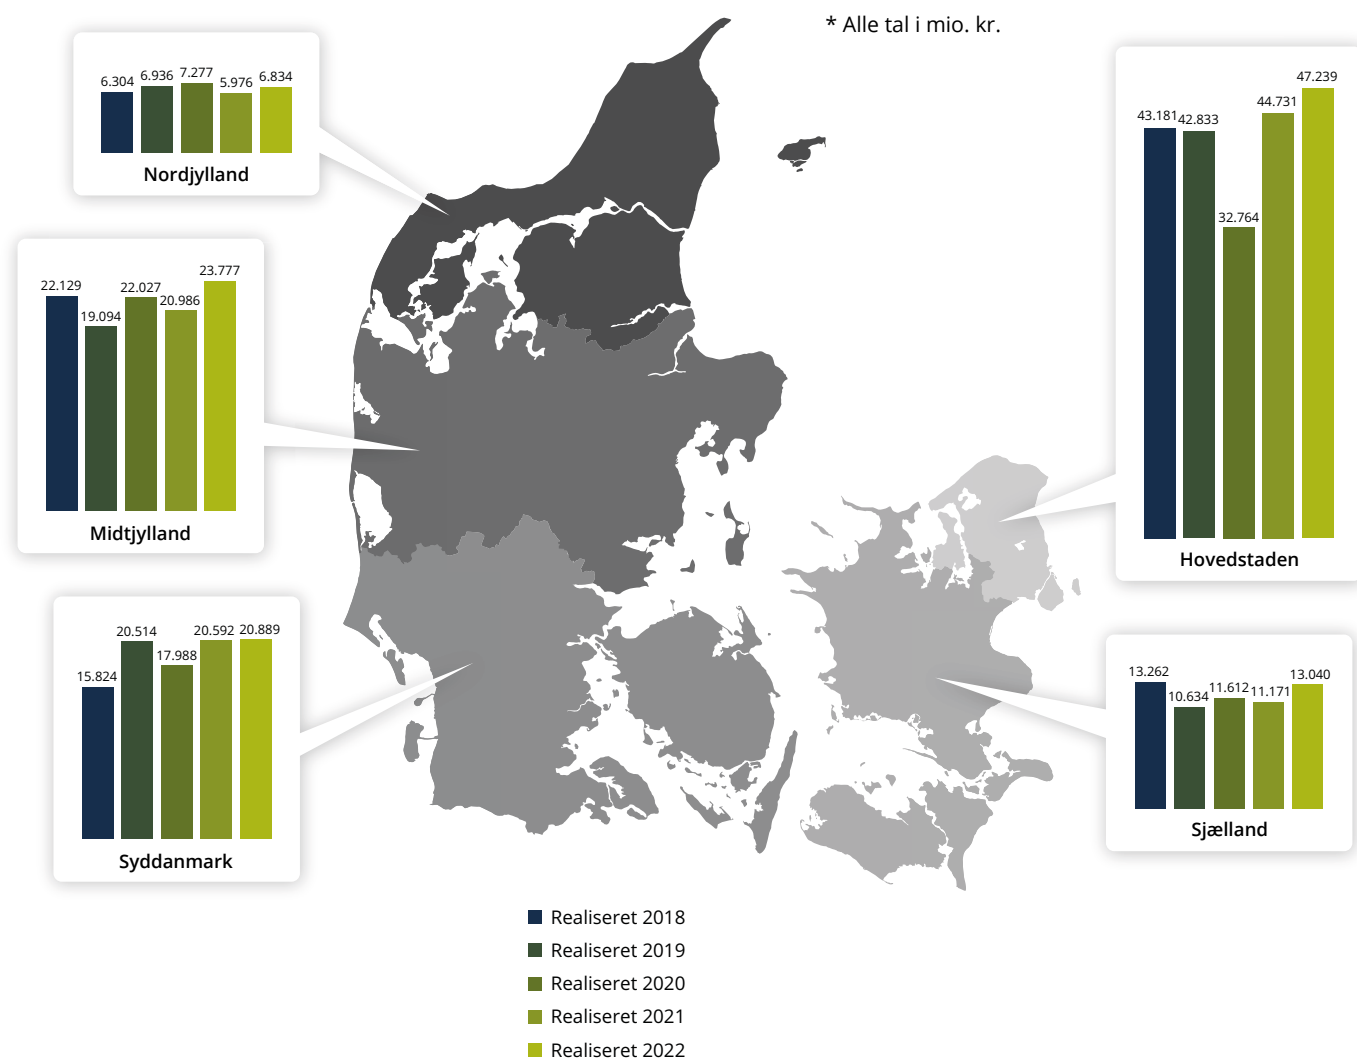 * Alle tal i mio. kr.
6.304 6.936 7.277 5.976 6.834
Nordjylland
22.129 19.094 22.027 20.986 23.777
Midtjylland
15.824 20.514 17.988 20.592 20.889
Syddanmark
43.181 42.833 32.764 44.731 47.239
Hovedstaden
13.262 10.634 11.612 11.171 13.040
Sjælland
Realiseret 2018
Realiseret 2019
Realiseret 2020
Realiseret 2021
Realiseret 2022